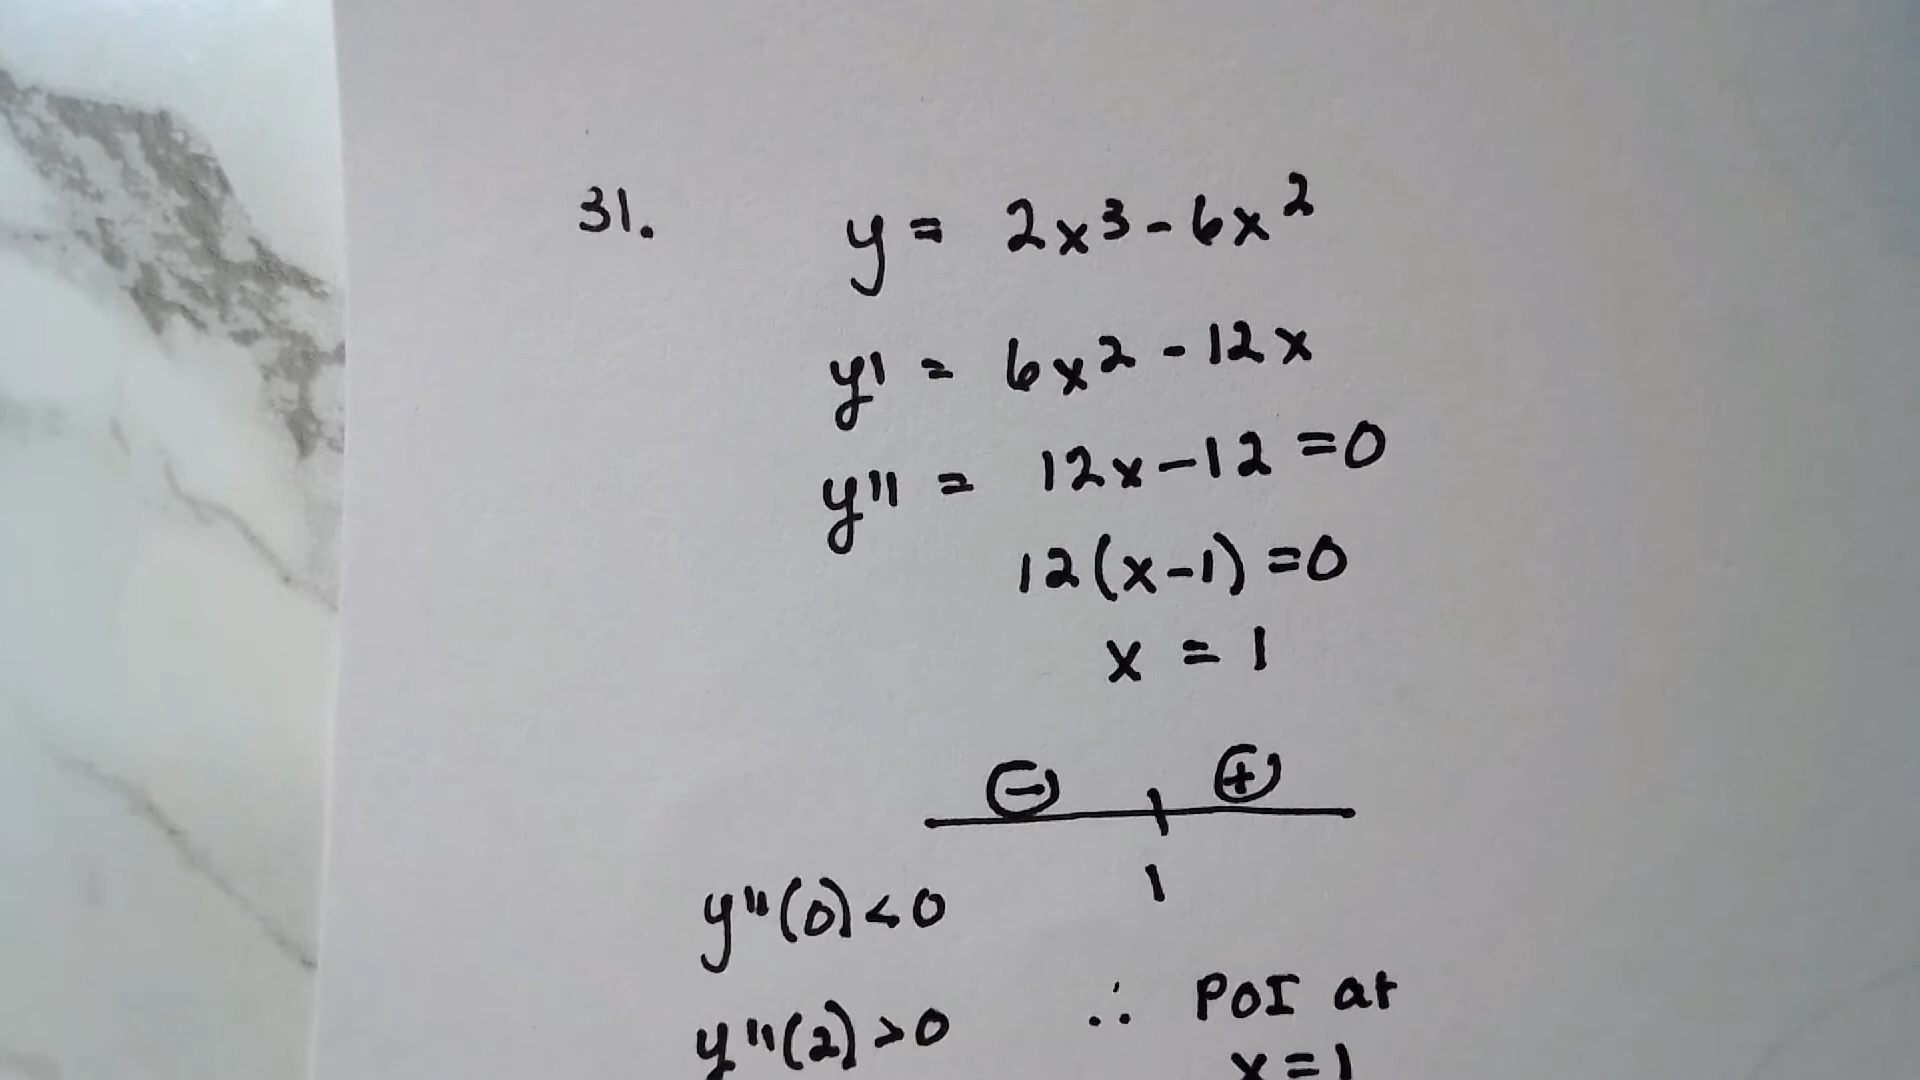 31. y = 2x³ - 6x²
y' = 6x² - 12x
y'' = 12x - 12 = 0
12(x-1) = 0
x = 1
⊖ ⊕
1
y''(0) < 0
y''(2) > 0 ∴ POI at
x = 1